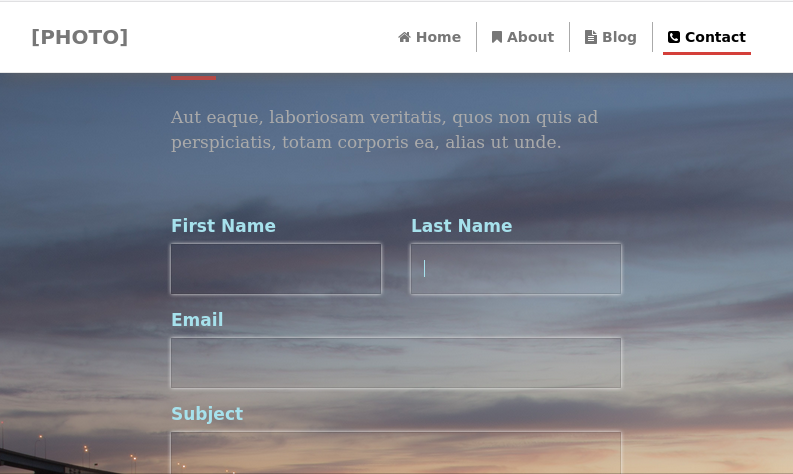 [PHOTO]
Home
About
Blog
Contact
Aut eaque, laboriosam veritatis, quos non quis ad
perspiciatis, totam corporis ea, alias ut unde.
First Name
Last Name
Email
Subject